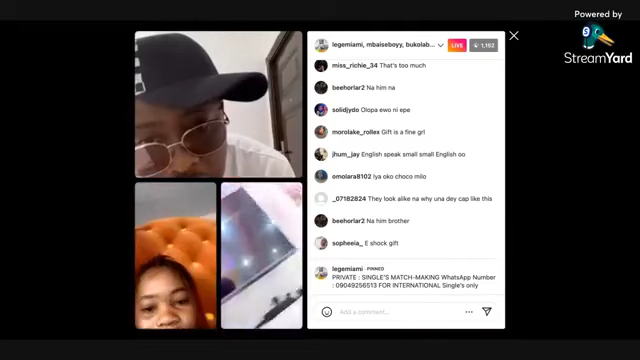 Powered by
StreamYard
legemiami, mbaiseboyy, bukolab...
LIVE
1,152
miss_richie_34 That's too much
beehorlar2 Na him na
solidjydo Olopa ewo ni epe
morolake_rollex Gift is a fine grl
jhum_jay English speak small small English oo
omolara8102 Iya oko choco milo
_07182824 They look alike na why una dey cap like this
beehorlar2 Na him brother
sopheeia_ E shock gift
legemiami · PINNED
PRIVATE : SINGLE'S MATCH-MAKING WhatsApp Number
: 09049256513 FOR INTERNATIONAL Single's only
Add a comment...